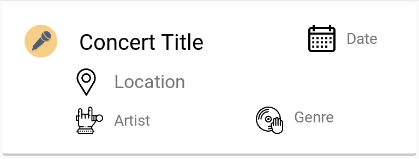 Concert Title
Date
Location
Artist
Genre